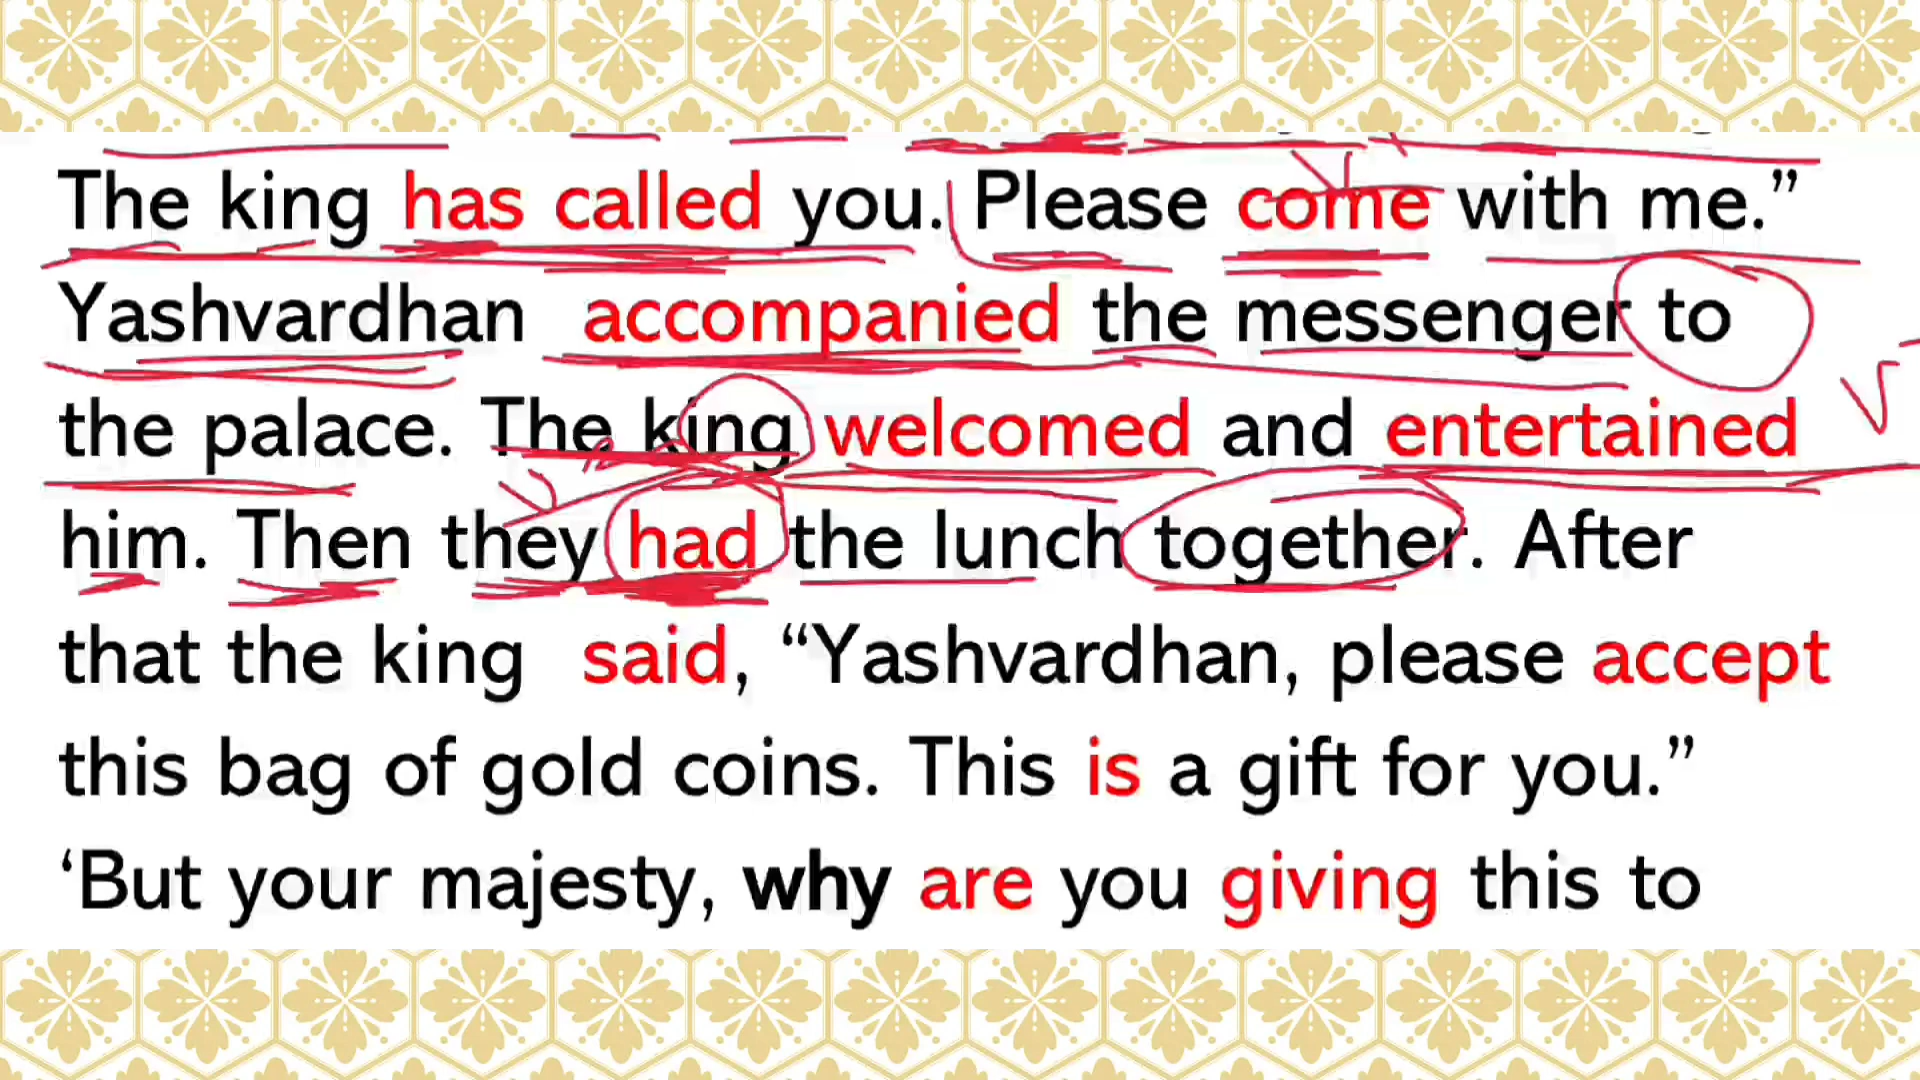 The king has called you. Please come with me.”
Yashvardhan accompanied the messenger to
the palace. The king welcomed and entertained
him. Then they had the lunch together. After
that the king said, “Yashvardhan, please accept
this bag of gold coins. This is a gift for you.”
‘But your majesty, why are you giving this to